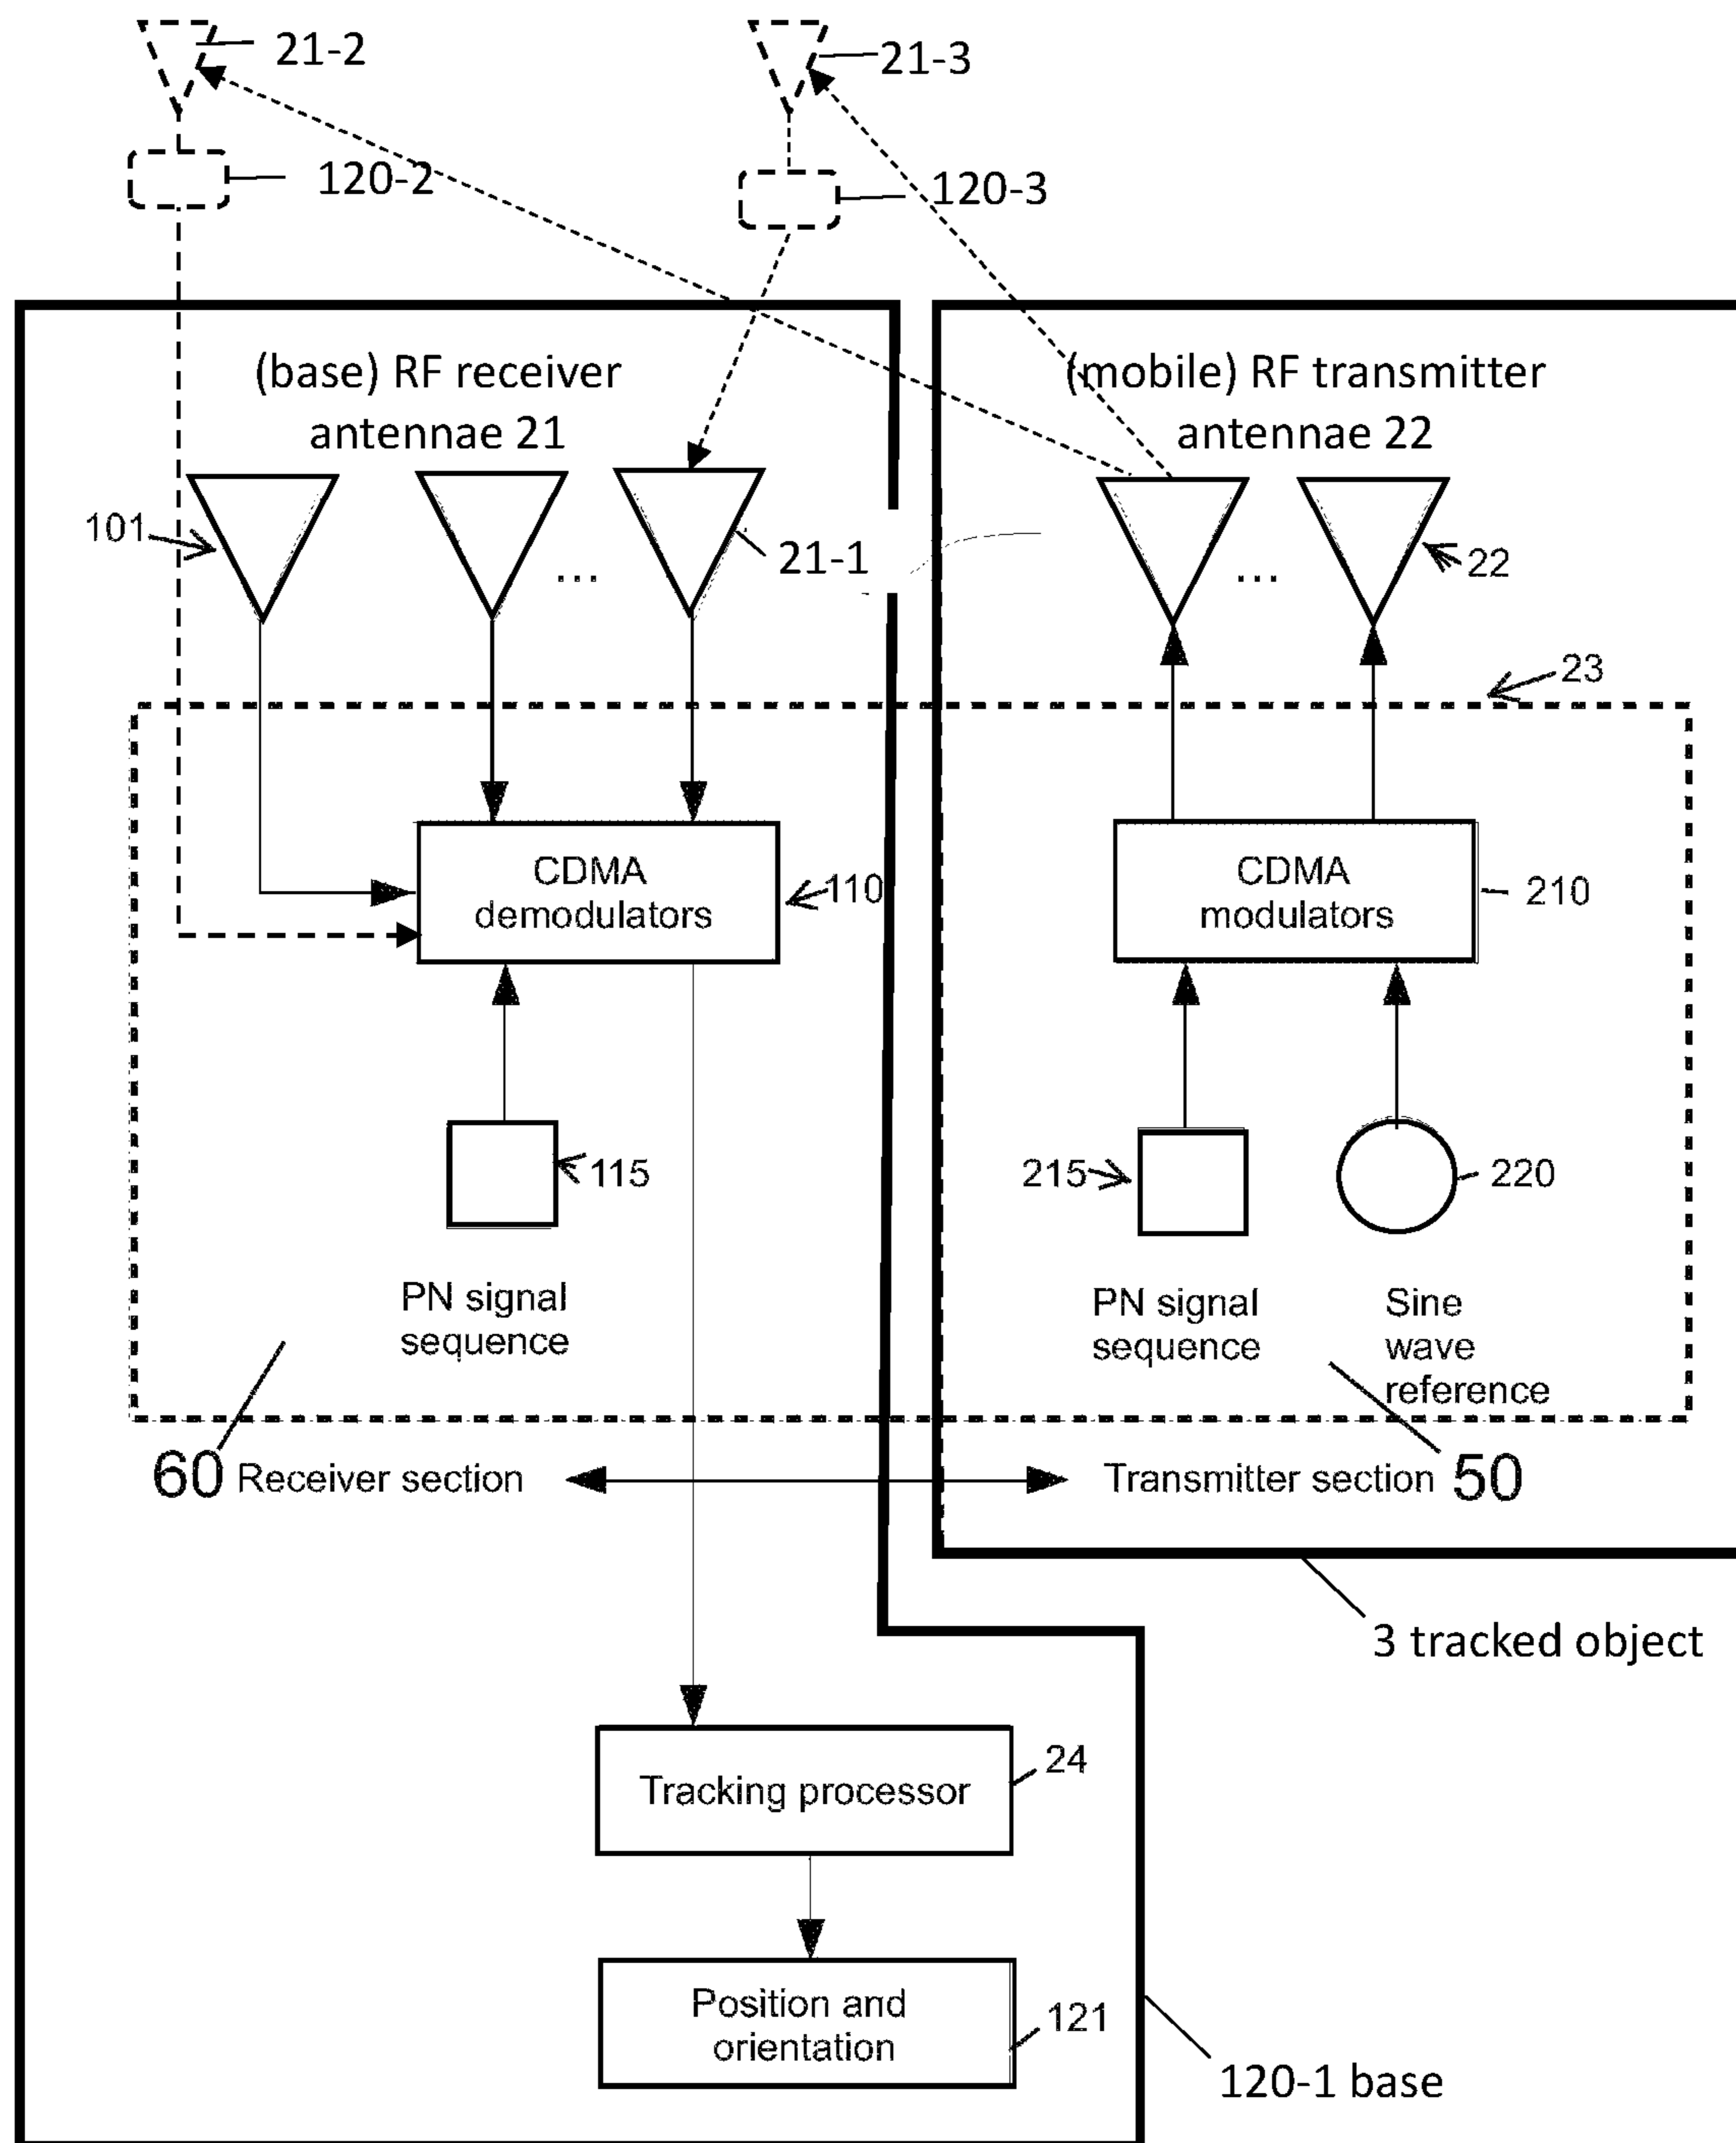 21-2
21-3
120-2
120-3
(base) RF receiver
antennae 21
(mobile) RF transmitter
antennae 22
101
...
21-1
...
22
23
CDMA
demodulators
110
CDMA
modulators
210
115
215
220
PN signal
sequence
PN signal
sequence
Sine
wave
reference
60 Receiver section
Transmitter section 50
3 tracked object
Tracking processor
24
Position and
orientation
121
120-1 base